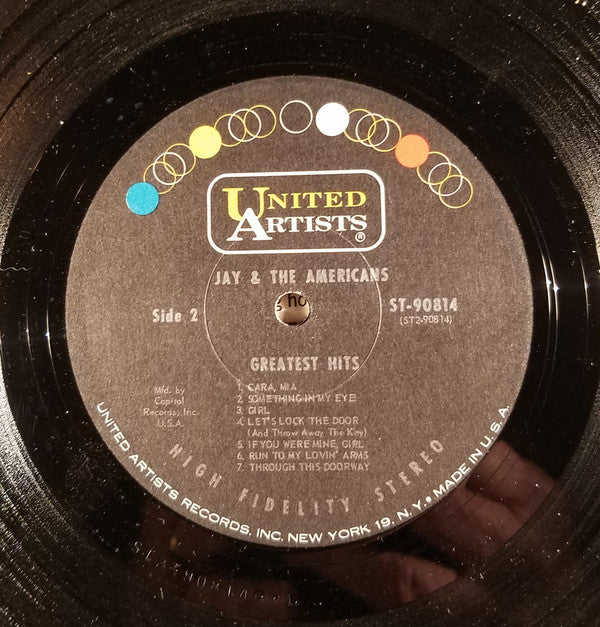 UNITED
ARTISTS®
JAY & THE AMERICANS
Side 2
ST-90814
(ST2-90814)
GREATEST HITS
Mfd. by
Capitol
Records, Inc.
U.S.A.
1. CARA, MIA
2. SOMETHING IN MY EYE
3. GIRL
4. LET'S LOCK THE DOOR
(And Throw Away The Key)
5. IF YOU WERE MINE, GIRL
6. RUN TO MY LOVIN' ARMS
7. THROUGH THIS DOORWAY
HIGH FIDELITY STEREO
UNITED ARTISTS RECORDS, INC. NEW YORK 19, N. Y. • MADE IN U. S. A.